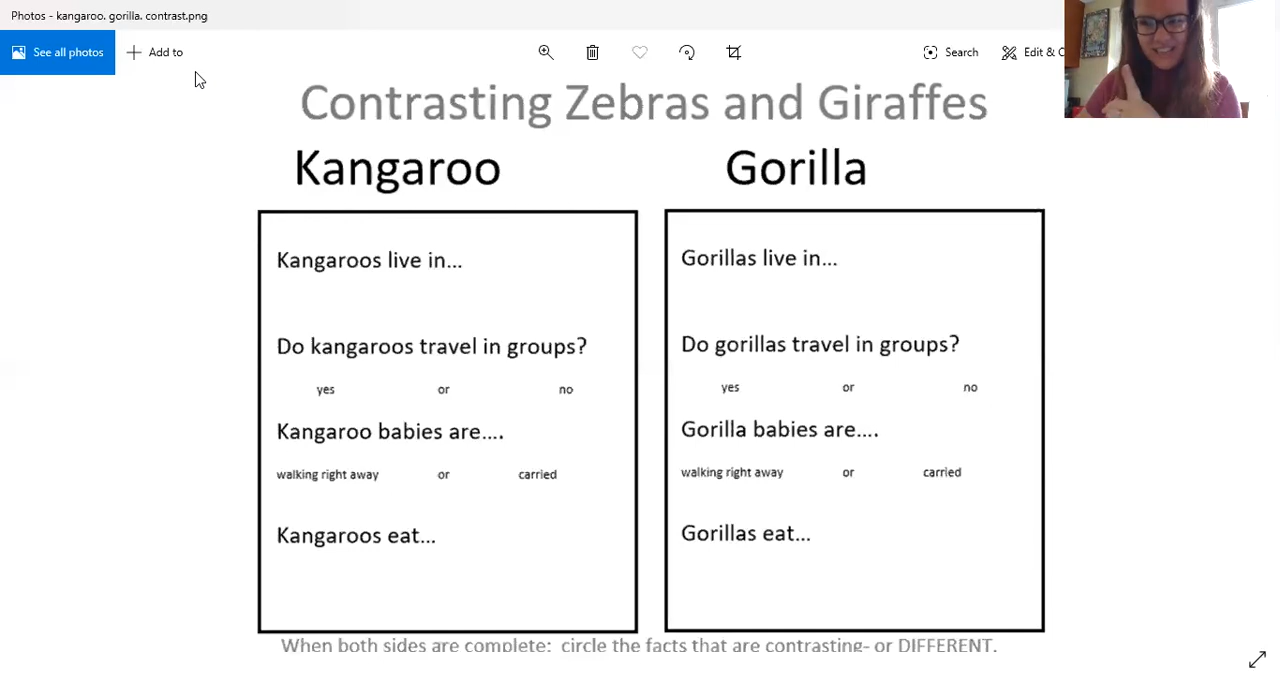 Photos - kangaroo. gorilla. contrast.png
See all photos Add to Search Edit & C
Contrasting Zebras and Giraffes
Kangaroo Gorilla
Kangaroos live in...
Gorillas live in...
Do kangaroos travel in groups?
Do gorillas travel in groups?
yes or no
yes or no
Kangaroo babies are....
Gorilla babies are....
walking right away or carried
walking right away or carried
Kangaroos eat...
Gorillas eat...
When both sides are complete: circle the facts that are contrasting- or DIFFERENT.